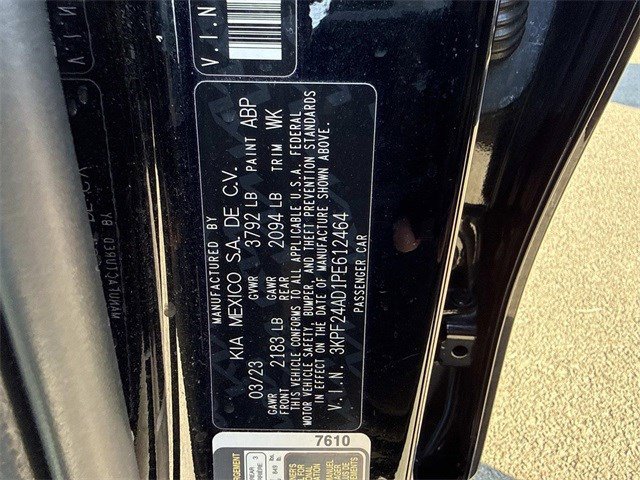 V.I.N
MANUFACTURED BY
KIA MEXICO S.A. DE C.V.
03/23 GVWR 3792 LB PAINT ABP
GAWR FRONT 2183 LB GAWR REAR 2094 LB TRIM WK
THIS VEHICLE CONFORMS TO ALL APPLICABLE U.S.A. FEDERAL
MOTOR VEHICLE SAFETY, BUMPER, AND THEFT PREVENTION STANDARDS
IN EFFECT ON THE DATE OF MANUFACTURE SHOWN ABOVE.
V.I.N. 3KPF24AD1PE612464
PASSENGER CAR
7610